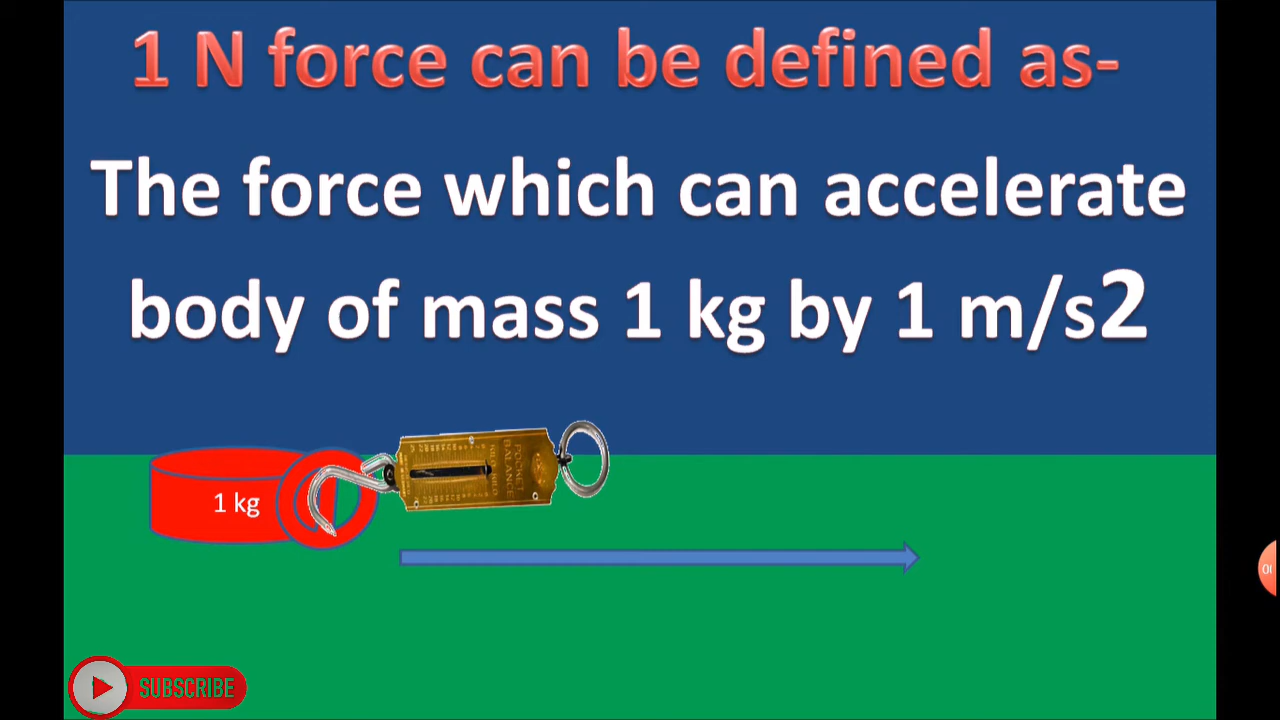 1 N force can be defined as-
The force which can accelerate
body of mass 1 kg by 1 m/s2
1 kg
POCKET
BALANCE
SUBSCRIBE